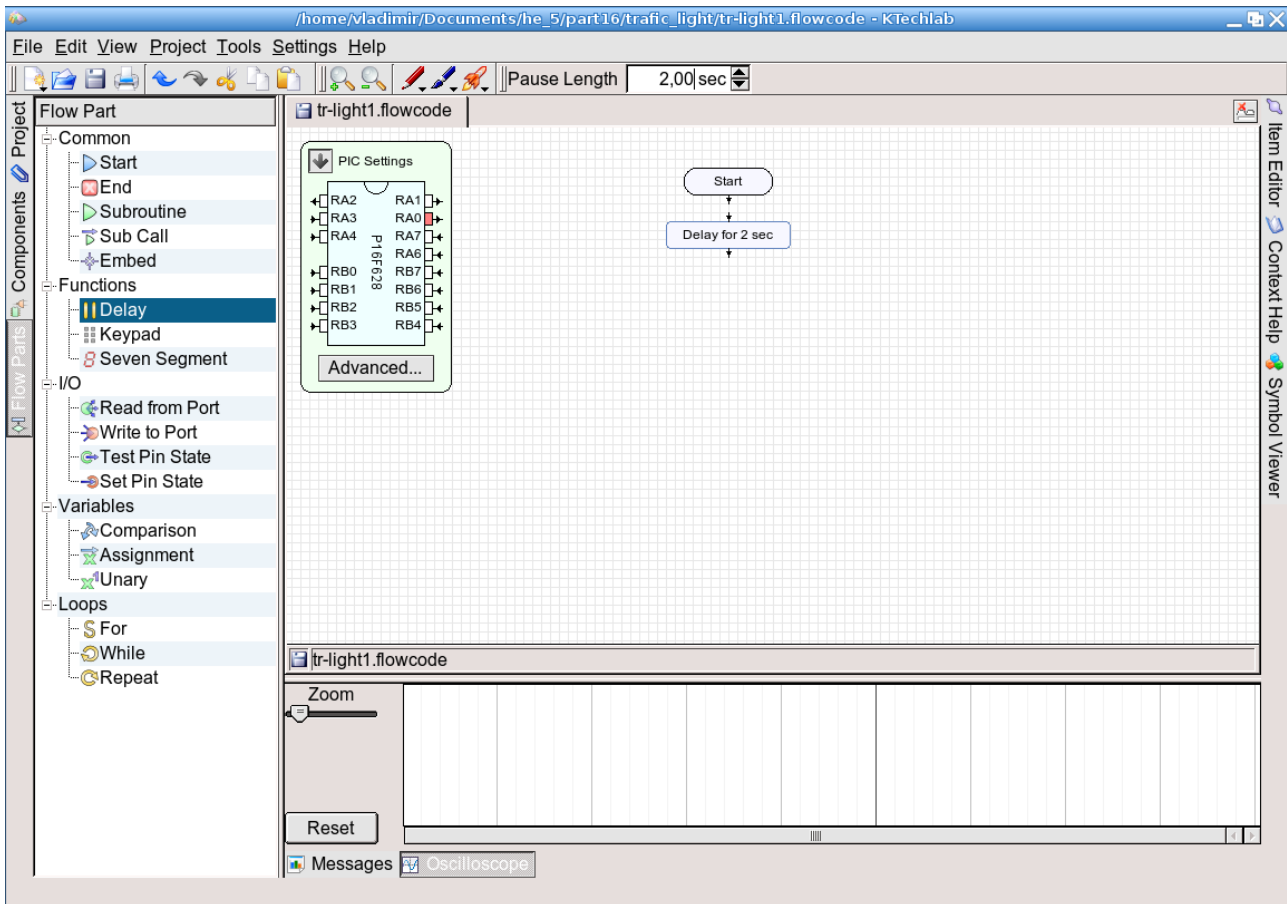 /home/vladimir/Documents/he_5/part16/trafic_light/tr-light1.flowcode - KTechlab
File Edit View Project Tools Settings Help
Pause Length 2,00 sec
Project
Components
Flow Parts
Flow Part
Common
Start
End
Subroutine
Sub Call
Embed
Functions
Delay
Keypad
Seven Segment
I/O
Read from Port
Write to Port
Test Pin State
Set Pin State
Variables
Comparison
Assignment
Unary
Loops
For
While
Repeat
tr-light1.flowcode
PIC Settings
RA2 RA1
RA3 RA0
RA4 RA7
RA6
RB0 RB7
RB1 RB6
RB2 RB5
RB3 RB4
P16F628
Advanced...
Start
Delay for 2 sec
tr-light1.flowcode
Zoom
Reset
Messages Oscilloscope
Item Editor
Context Help
Symbol Viewer